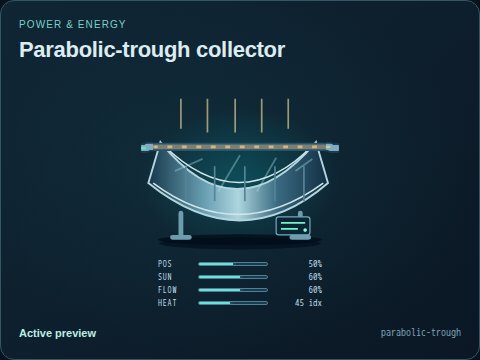 POWER & ENERGY
Parabolic-trough collector
POS 50%
SUN 60%
FLOW 60%
HEAT 45 idx
Active preview parabolic-trough